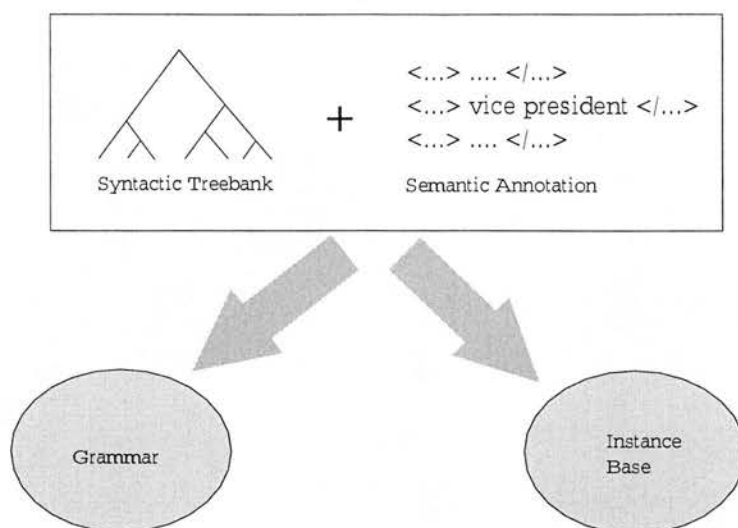 <...> .... </...>
+
<...> vice president </...>
<...> .... </...>
Syntactic Treebank
Semantic Annotation
Grammar
Instance
Base